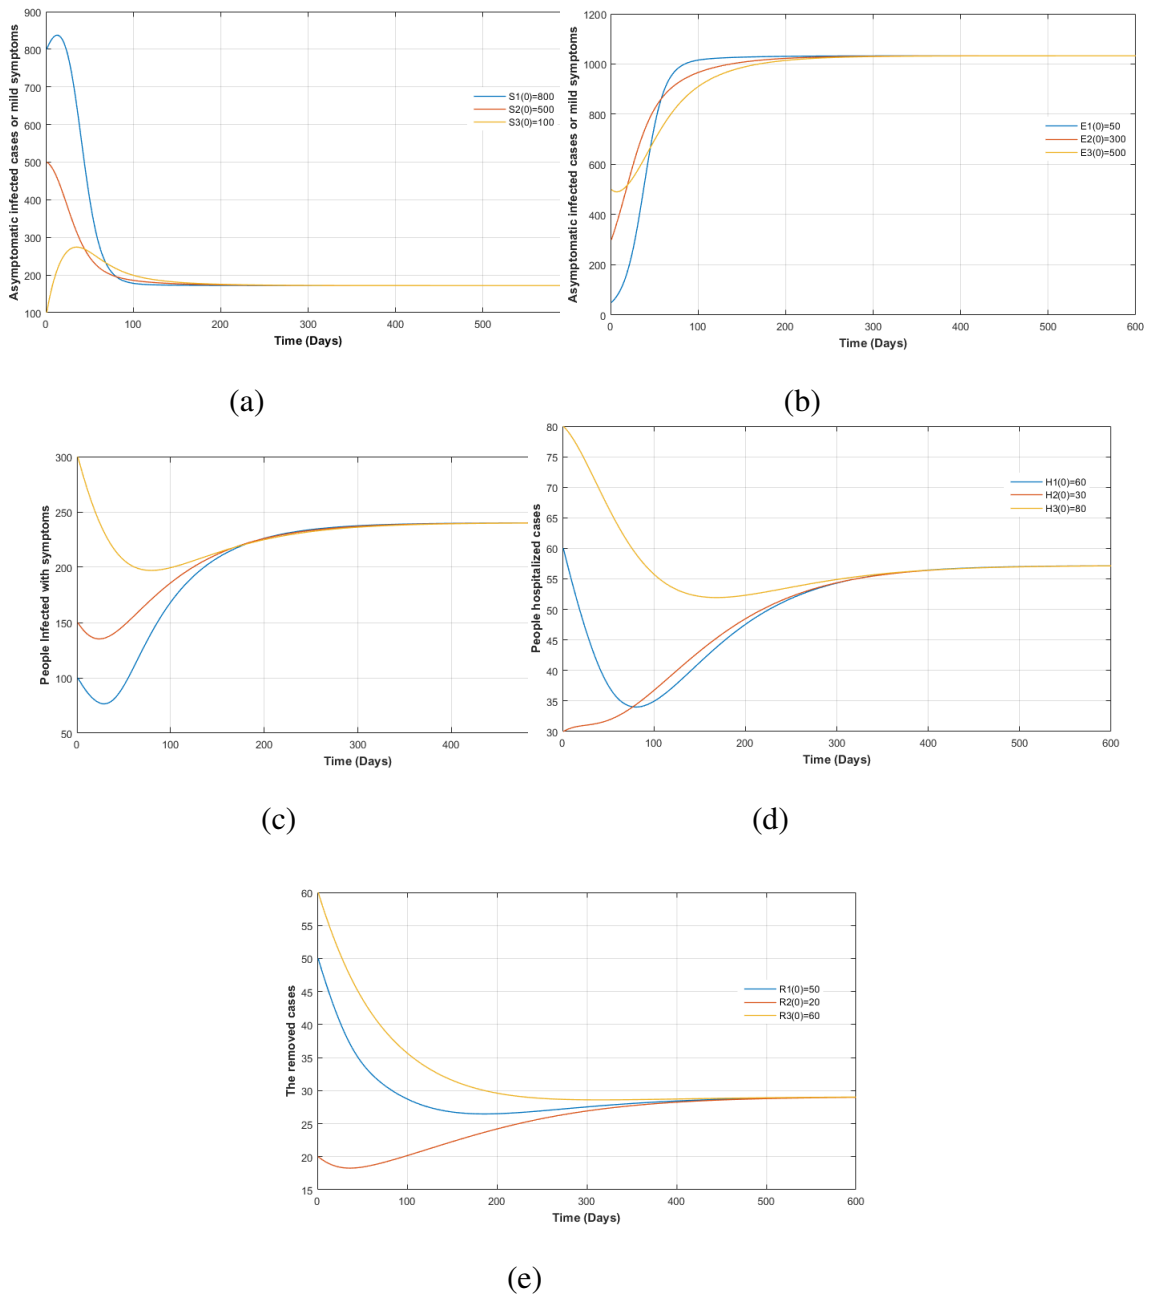 900
800
700
600
500
400
300
200
100
0
100
200
300
400
500
Asymptomatic infected cases or mild symptoms
Time (Days)
S1(0)=800
S2(0)=500
S3(0)=100
(a)
1200
1000
800
600
400
200
0
0
100
200
300
400
500
600
Asymptomatic infected cases or mild symptoms
Time (Days)
E1(0)=50
E2(0)=300
E3(0)=500
(b)
300
250
200
150
100
50
0
100
200
300
400
People Infected with symptoms
Time (Days)
(c)
80
75
70
65
60
55
50
45
40
35
30
0
100
200
300
400
500
600
People hospitalized cases
Time (Days)
H1(0)=60
H2(0)=30
H3(0)=80
(d)
60
55
50
45
40
35
30
25
20
15
0
100
200
300
400
500
600
The removed cases
Time (Days)
R1(0)=50
R2(0)=20
R3(0)=60
(e)